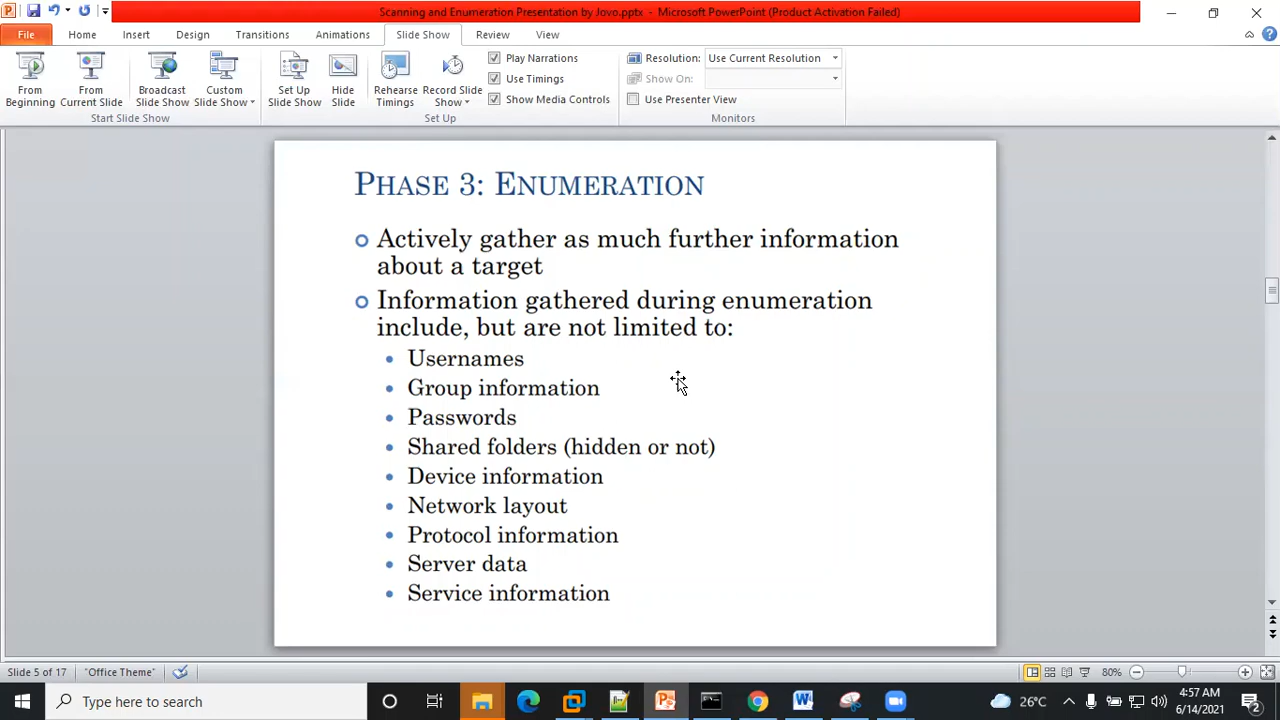 Scanning and Enumeration Presentation by Jovo.pptx - Microsoft PowerPoint (Product Activation Failed)
File Home Insert Design Transitions Animations Slide Show Review View
From Beginning
From Current Slide
Broadcast Slide Show
Custom Slide Show
Start Slide Show
Set Up Slide Show
Hide Slide
Rehearse Timings
Record Slide Show
Play Narrations
Use Timings
Show Media Controls
Set Up
Resolution: Use Current Resolution
Show On:
Use Presenter View
Monitors
PHASE 3: ENUMERATION
Actively gather as much further information
about a target
Information gathered during enumeration
include, but are not limited to:
Usernames
Group information
Passwords
Shared folders (hidden or not)
Device information
Network layout
Protocol information
Server data
Service information
Slide 5 of 17 "Office Theme" 80%
Type here to search
26°C
4:57 AM
6/14/2021
2